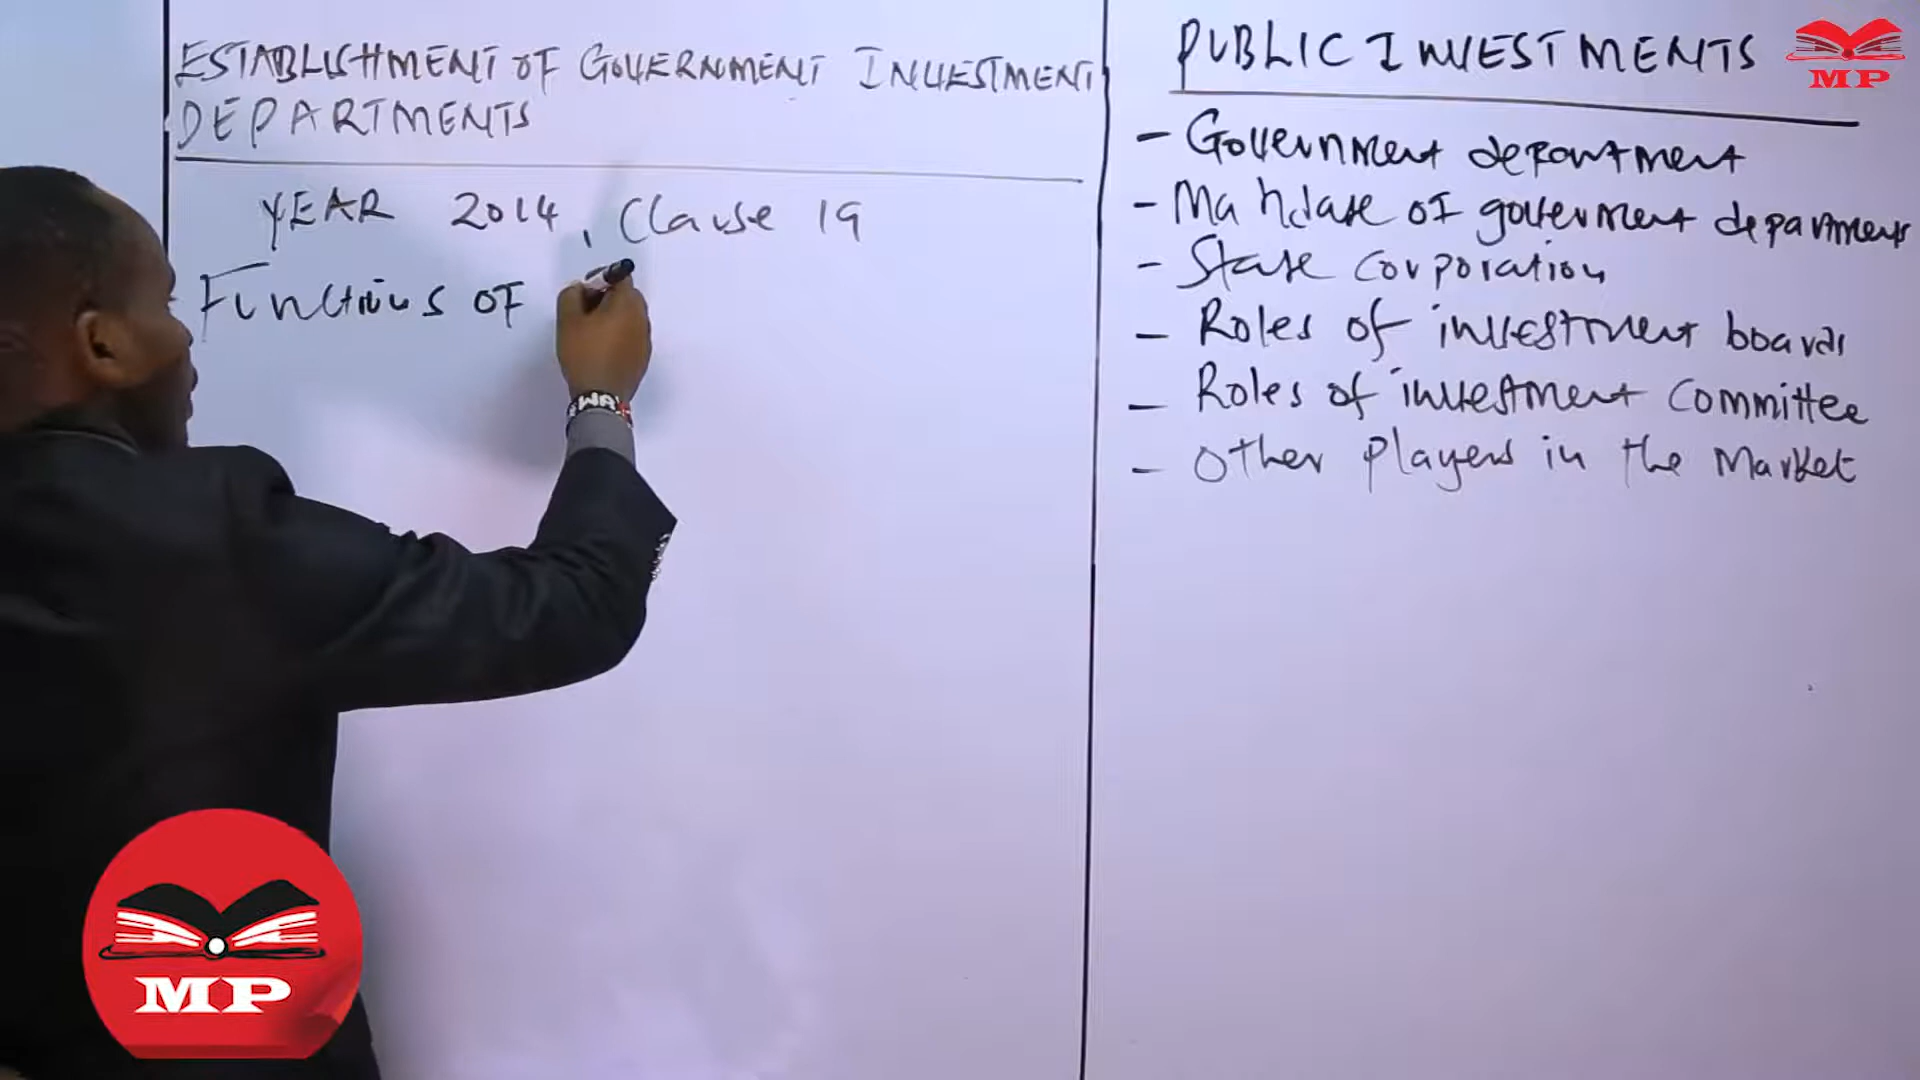 ESTABLISHMENT OF GOVERNMENT INVESTMENT
DEPARTMENTS
YEAR 2014, Clause 19
Functions OF
PUBLIC INVESTMENTS
- Government department
- Mandate of government departments
- State corporation
- Roles of investment boards
- Roles of investment committee
- Other players in the market
MP
WA
MP